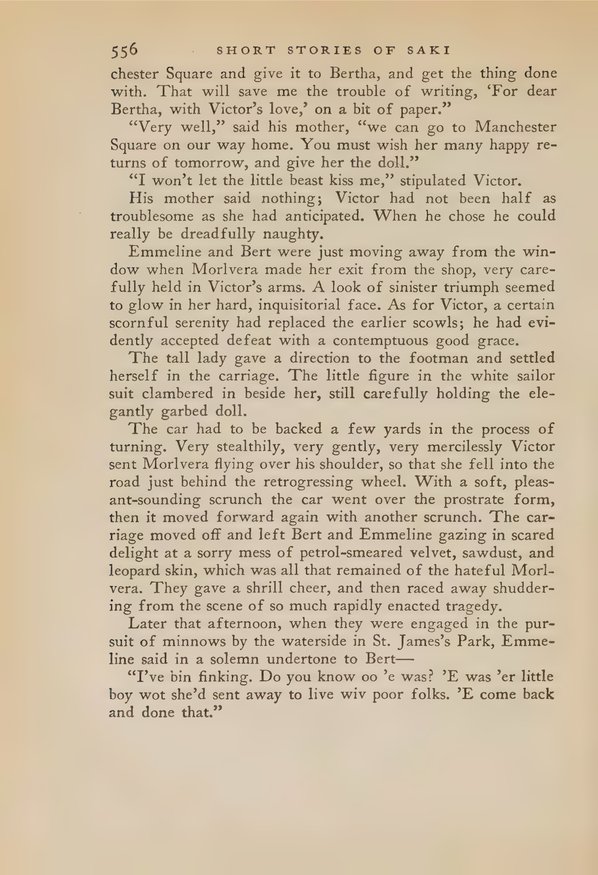 556 SHORT STORIES OF SAKI
chester Square and give it to Bertha, and get the thing done
with. That will save me the trouble of writing, ‘For dear
Bertha, with Victor’s love,’ on a bit of paper.”
“Very well,” said his mother, “we can go to Manchester
Square on our way home. You must wish her many happy re-
turns of tomorrow, and give her the doll.”
“I won’t let the little beast kiss me,” stipulated Victor.
His mother said nothing; Victor had not been half as
troublesome as she had anticipated. When he chose he could
really be dreadfully naughty.
Emmeline and Bert were just moving away from the win-
dow when Morlvera made her exit from the shop, very care-
fully held in Victor’s arms. A look of sinister triumph seemed
to glow in her hard, inquisitorial face. As for Victor, a certain
scornful serenity had replaced the earlier scowls; he had evi-
dently accepted defeat with a contemptuous good grace.
The tall lady gave a direction to the footman and settled
herself in the carriage. The little figure in the white sailor
suit clambered in beside her, still carefully holding the ele-
gantly garbed doll.
The car had to be backed a few yards in the process of
turning. Very stealthily, very gently, very mercilessly Victor
sent Morlvera flying over his shoulder, so that she fell into the
road just behind the retrogressing wheel. With a soft, pleas-
ant-sounding scrunch the car went over the prostrate form,
then it moved forward again with another scrunch. The car-
riage moved off and left Bert and Emmeline gazing in scared
delight at a sorry mess of petrol-smeared velvet, sawdust, and
leopard skin, which was all that remained of the hateful Morl-
vera. They gave a shrill cheer, and then raced away shudder-
ing from the scene of so much rapidly enacted tragedy.
Later that afternoon, when they were engaged in the pur-
suit of minnows by the waterside in St. James’s Park, Emme-
line said in a solemn undertone to Bert—
“I’ve bin finking. Do you know oo ’e was? ’E was ’er little
boy wot she’d sent away to live wiv poor folks. ’E come back
and done that.”